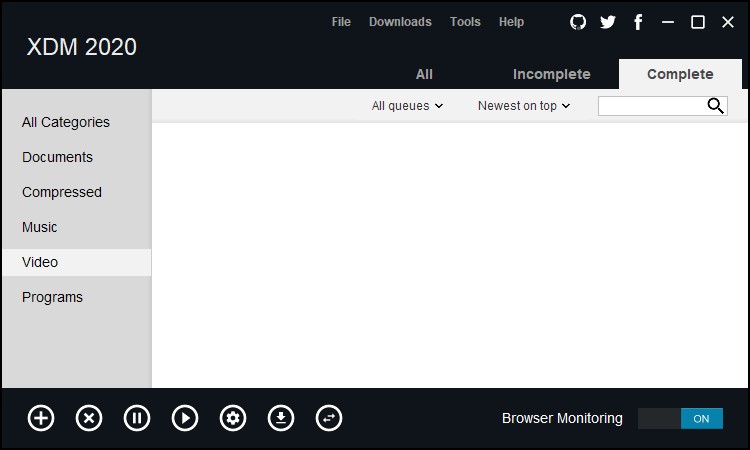 File Downloads Tools Help
XDM 2020
All Incomplete Complete
All queues Newest on top
All Categories
Documents
Compressed
Music
Video
Programs
Browser Monitoring ON